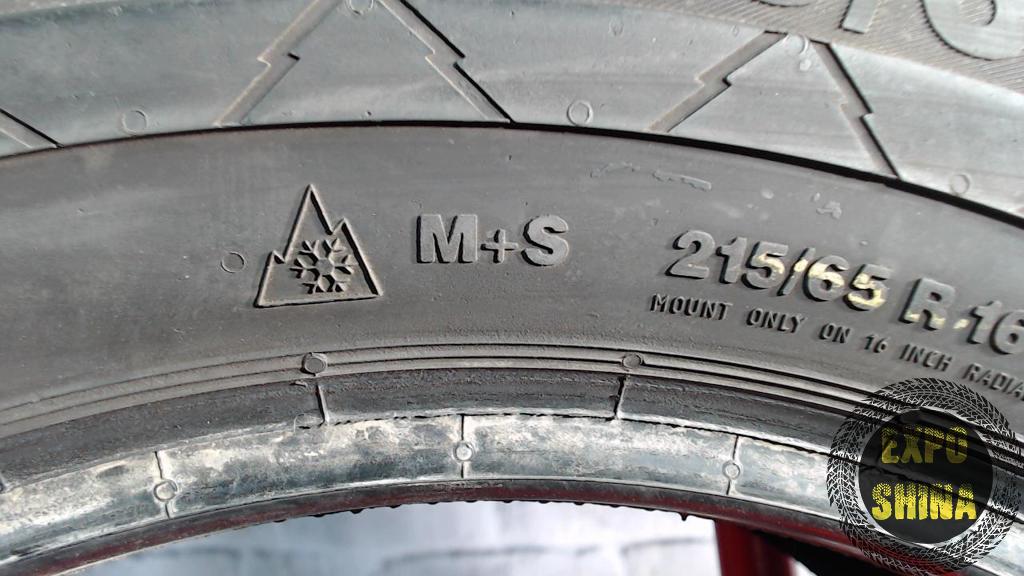 M+S
215/65 R 16
MOUNT ONLY ON 16 INCH
EXPO
SHINA